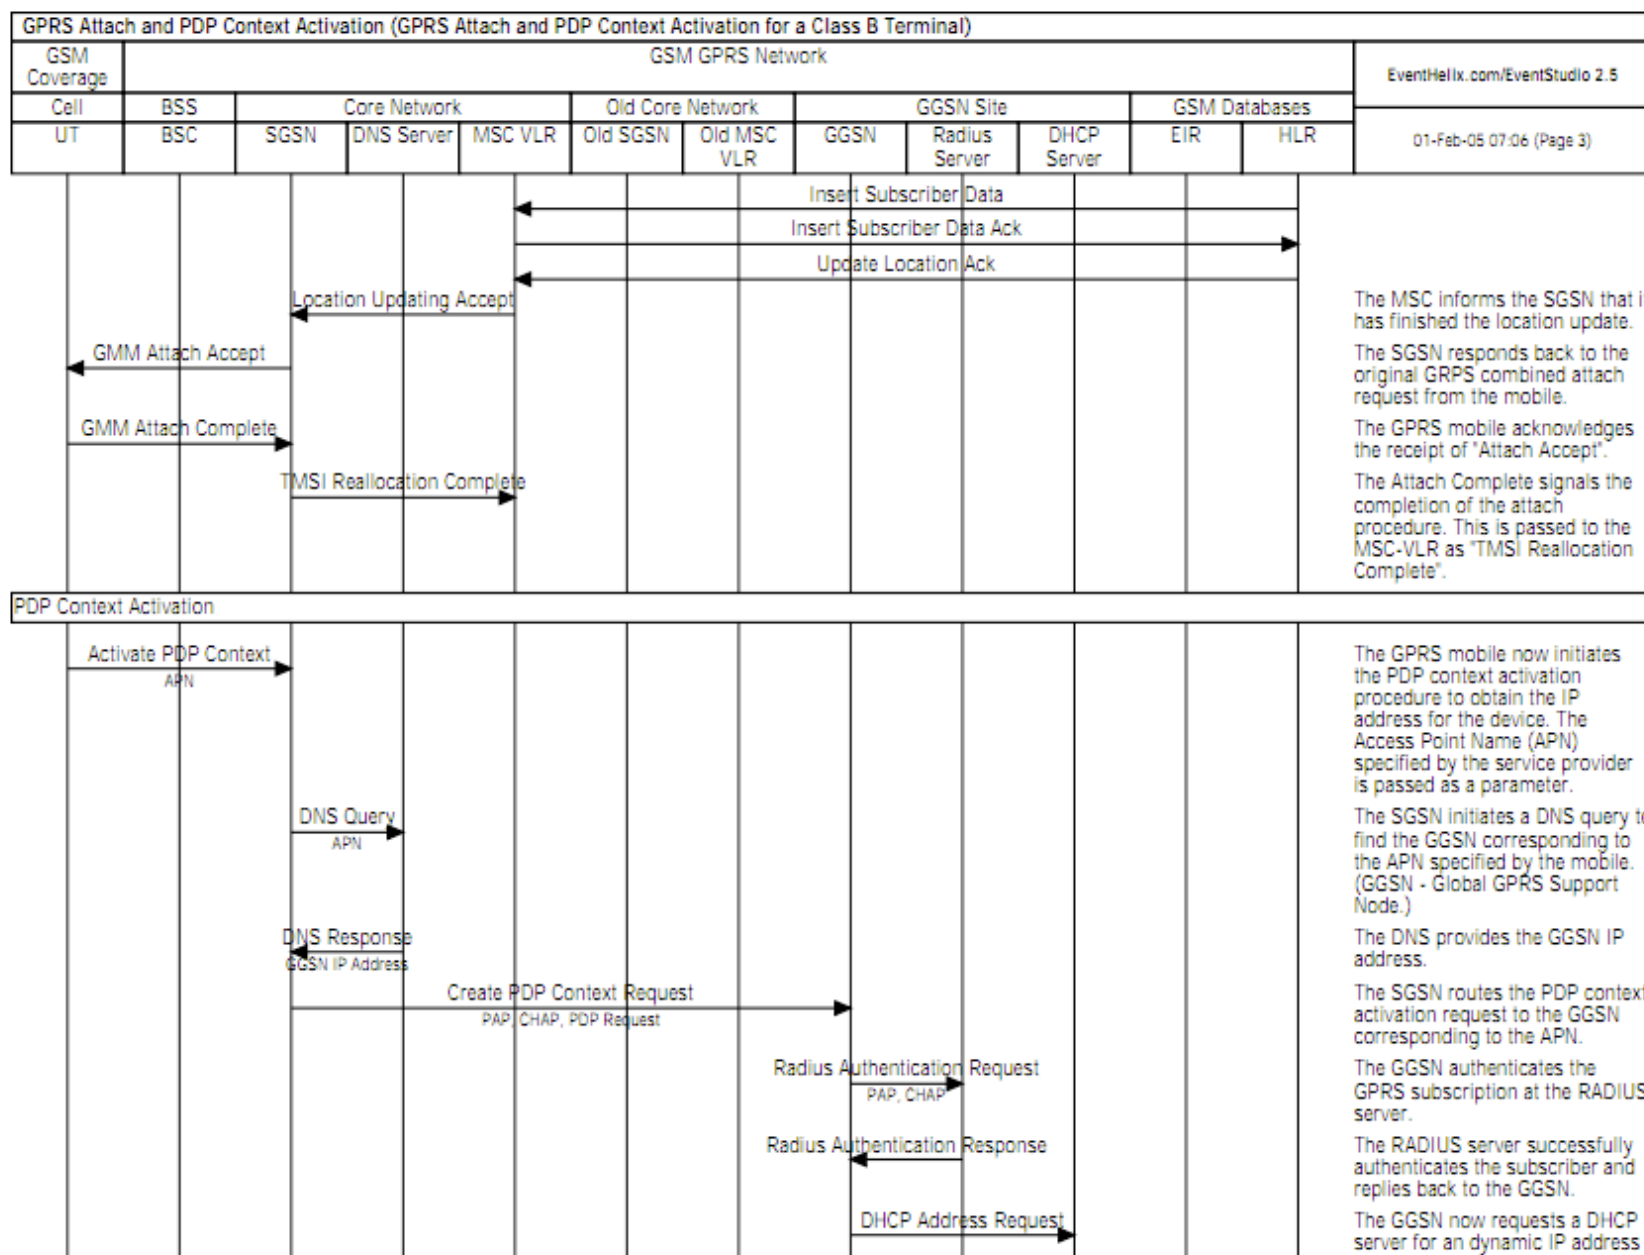 GPRS Attach and PDP Context Activation (GPRS Attach and PDP Context Activation for a Class B Terminal)
GSM Coverage
GSM GPRS Network
EventHelix.com/EventStudio 2.5
Cell
BSS
Core Network
Old Core Network
GGSN Site
GSM Databases
UT
BSC
SGSN
DNS Server
MSC VLR
Old SGSN
Old MSC VLR
GGSN
Radius Server
DHCP Server
EIR
HLR
01-Feb-05 07:06 (Page 3)
Insert Subscriber Data
Insert Subscriber Data Ack
Update Location Ack
Location Updating Accept
The MSC informs the SGSN that i
has finished the location update.
GMM Attach Accept
The SGSN responds back to the
original GRPS combined attach
request from the mobile.
GMM Attach Complete
The GPRS mobile acknowledges
the receipt of "Attach Accept".
TMSI Reallocation Complete
The Attach Complete signals the
completion of the attach
procedure. This is passed to the
MSC-VLR as "TMSI Reallocation
Complete".
PDP Context Activation
Activate PDP Context
APN
The GPRS mobile now initiates
the PDP context activation
procedure to obtain the IP
address for the device. The
Access Point Name (APN)
specified by the service provider
is passed as a parameter.
DNS Query
APN
The SGSN initiates a DNS query to
find the GGSN corresponding to
the APN specified by the mobile.
(GGSN - Global GPRS Support
Node.)
DNS Response
GGSN IP Address
The DNS provides the GGSN IP
address.
Create PDP Context Request
PAP, CHAP, PDP Request
The SGSN routes the PDP context
activation request to the GGSN
corresponding to the APN.
Radius Authentication Request
PAP, CHAP
The GGSN authenticates the
GPRS subscription at the RADIUS
server.
Radius Authentication Response
The RADIUS server successfully
authenticates the subscriber and
replies back to the GGSN.
DHCP Address Request
The GGSN now requests a DHCP
server for an dynamic IP address